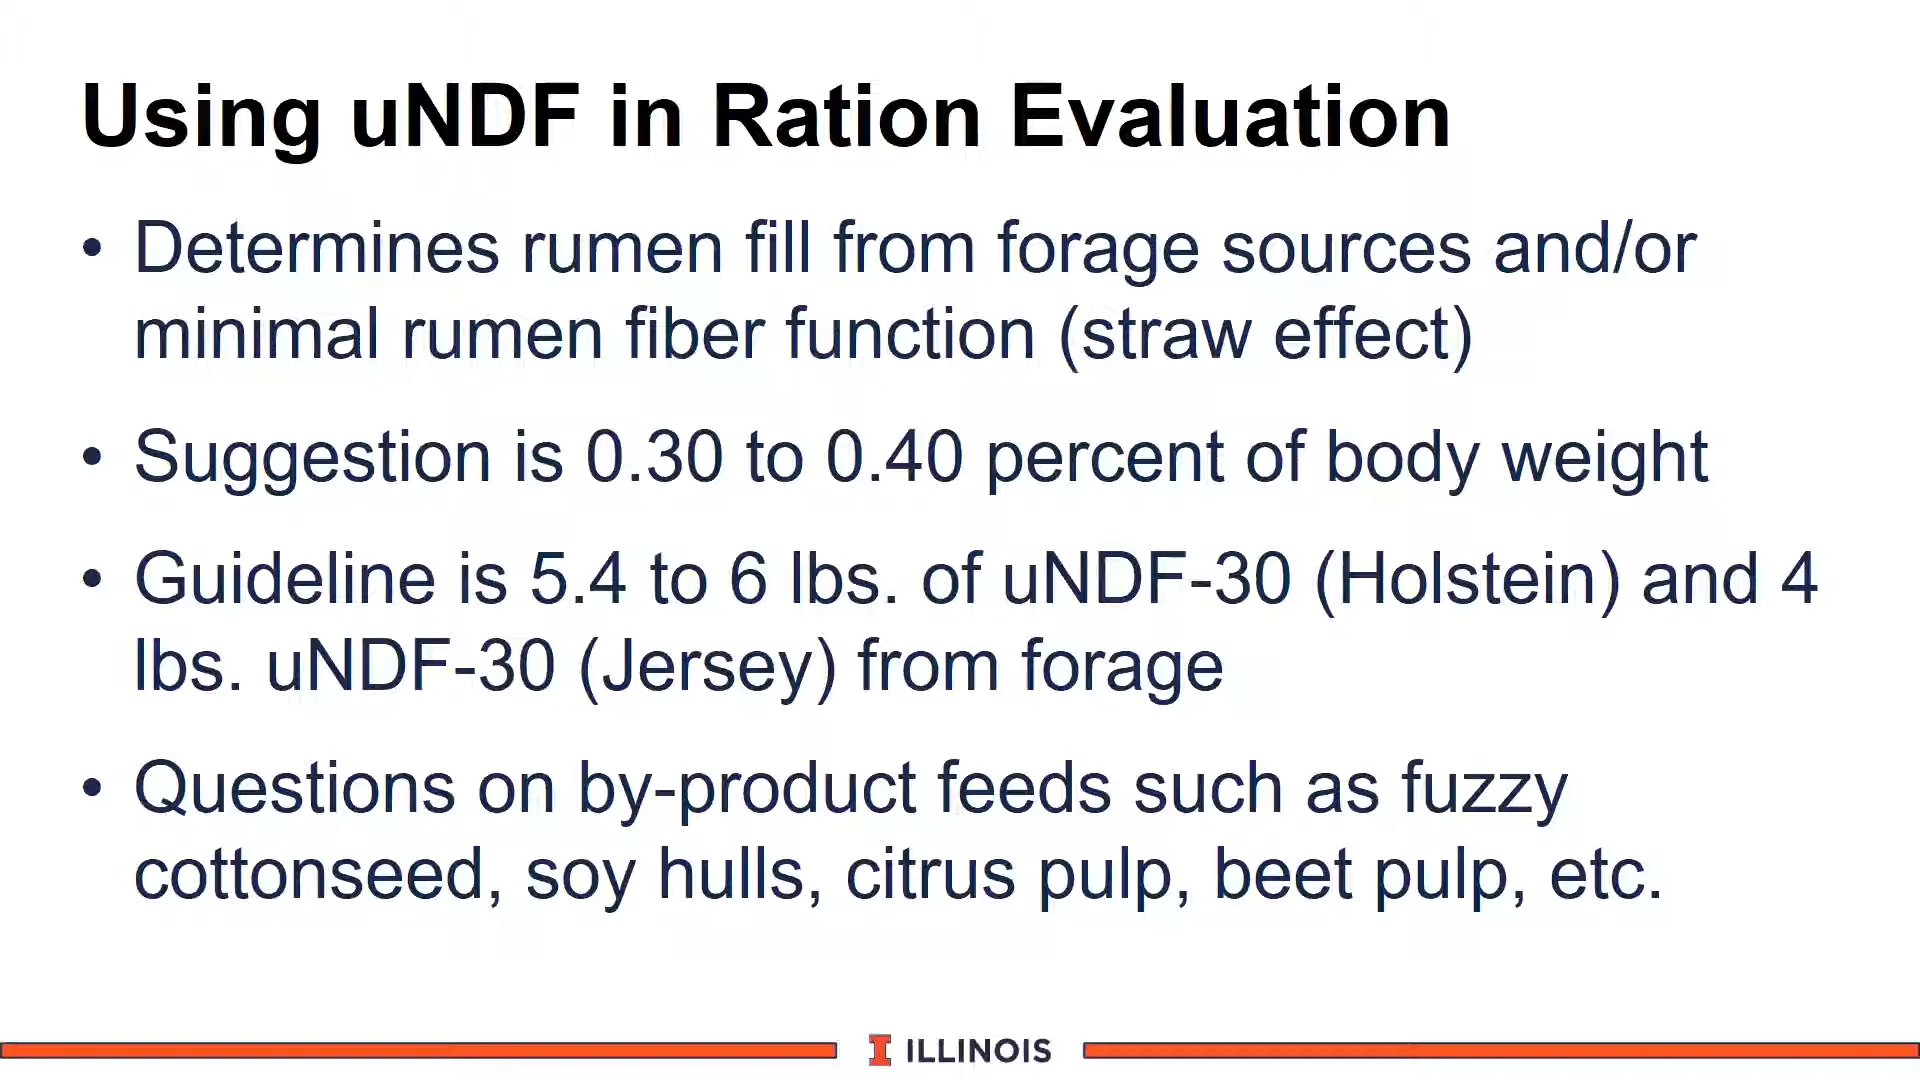 Using uNDF in Ration Evaluation
• Determines rumen fill from forage sources and/or
minimal rumen fiber function (straw effect)
• Suggestion is 0.30 to 0.40 percent of body weight
• Guideline is 5.4 to 6 lbs. of uNDF-30 (Holstein) and 4
lbs. uNDF-30 (Jersey) from forage
• Questions on by-product feeds such as fuzzy
cottonseed, soy hulls, citrus pulp, beet pulp, etc.
I ILLINOIS